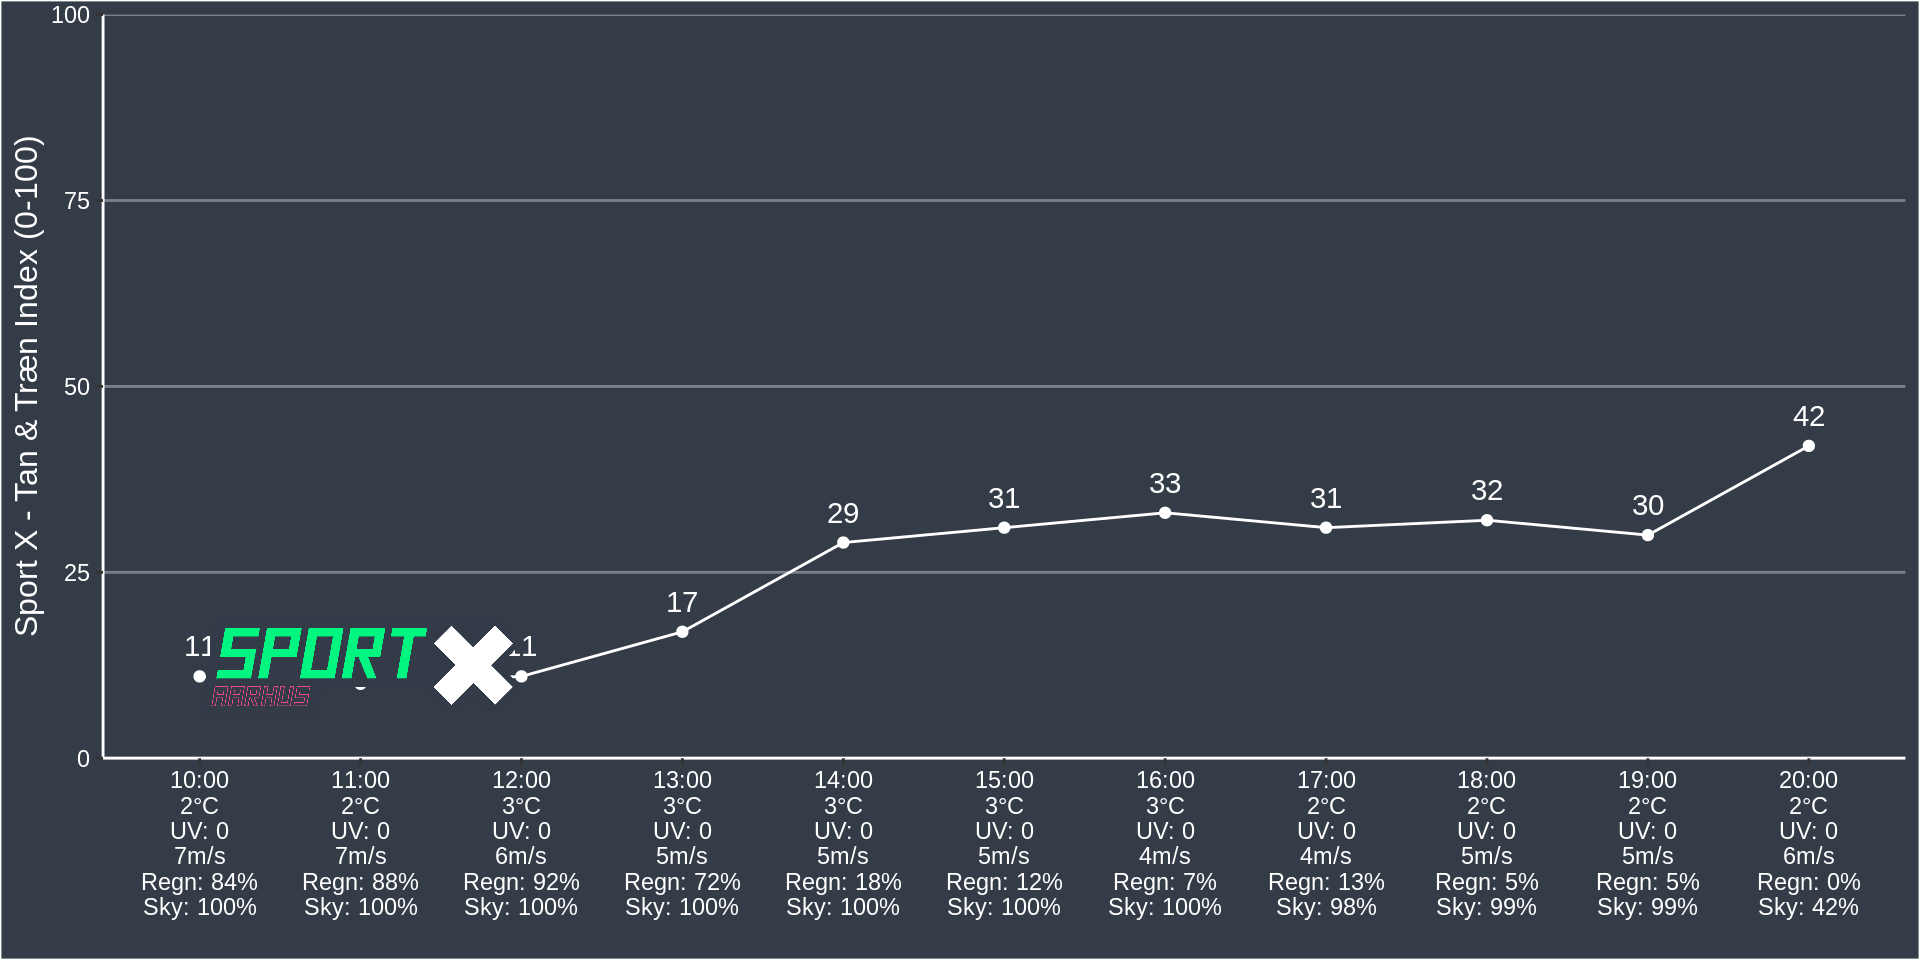 Sport X - Tan & Træn Index (0-100)
100
75
50
25
0
11
11
17
29
31
33
31
32
30
42
SPORT X
AARHUS
10:00 11:00 12:00 13:00 14:00 15:00 16:00 17:00 18:00 19:00 20:00
2°C 2°C 3°C 3°C 3°C 3°C 3°C 2°C 2°C 2°C 2°C
UV: 0 UV: 0 UV: 0 UV: 0 UV: 0 UV: 0 UV: 0 UV: 0 UV: 0 UV: 0 UV: 0
7m/s 7m/s 6m/s 5m/s 5m/s 5m/s 4m/s 4m/s 5m/s 5m/s 6m/s
Regn: 84% Regn: 88% Regn: 92% Regn: 72% Regn: 18% Regn: 12% Regn: 7% Regn: 13% Regn: 5% Regn: 5% Regn: 0%
Sky: 100% Sky: 100% Sky: 100% Sky: 100% Sky: 100% Sky: 100% Sky: 100% Sky: 98% Sky: 99% Sky: 99% Sky: 42%